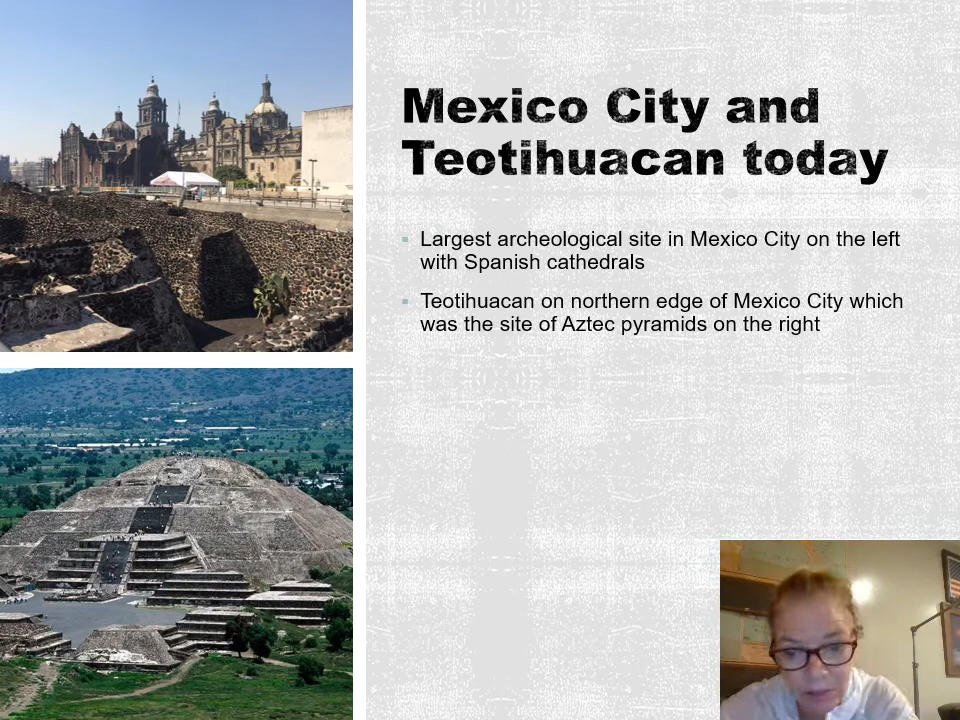 Mexico City and
Teotihuacan today
Largest archeological site in Mexico City on the left
with Spanish cathedrals
Teotihuacan on northern edge of Mexico City which
was the site of Aztec pyramids on the right